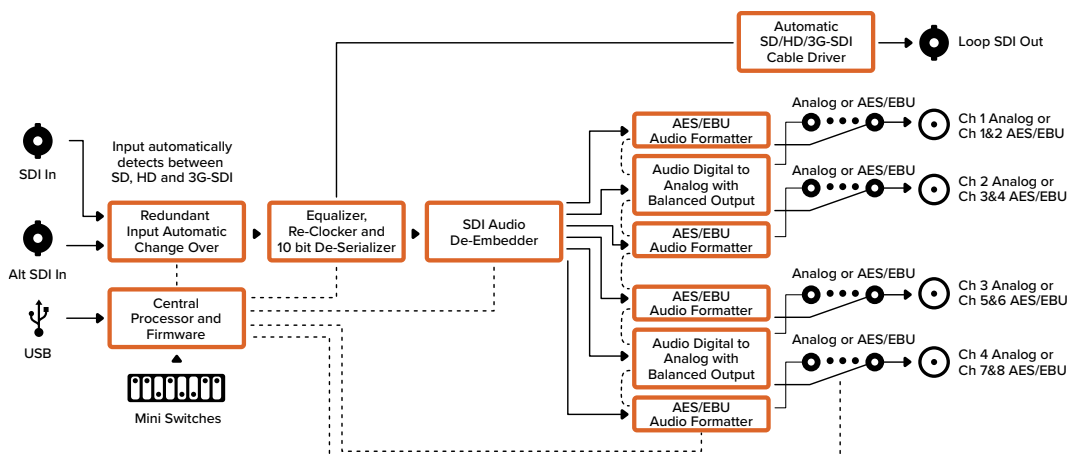 Automatic
SD/HD/3G-SDI
Cable Driver
Loop SDI Out
SDI In
Input automatically
detects between
SD, HD and 3G-SDI
Alt SDI In
Redundant
Input Automatic
Change Over
Equalizer,
Re-Clocker and
10 bit De-Serializer
SDI Audio
De-Embedder
USB
Central
Processor and
Firmware
Mini Switches
AES/EBU
Audio Formatter
Audio Digital to
Analog with
Balanced Output
AES/EBU
Audio Formatter
AES/EBU
Audio Formatter
Audio Digital to
Analog with
Balanced Output
AES/EBU
Audio Formatter
Analog or AES/EBU
Ch 1 Analog or
Ch 1&2 AES/EBU
Analog or AES/EBU
Ch 2 Analog or
Ch 3&4 AES/EBU
Analog or AES/EBU
Ch 3 Analog or
Ch 5&6 AES/EBU
Analog or AES/EBU
Ch 4 Analog or
Ch 7&8 AES/EBU